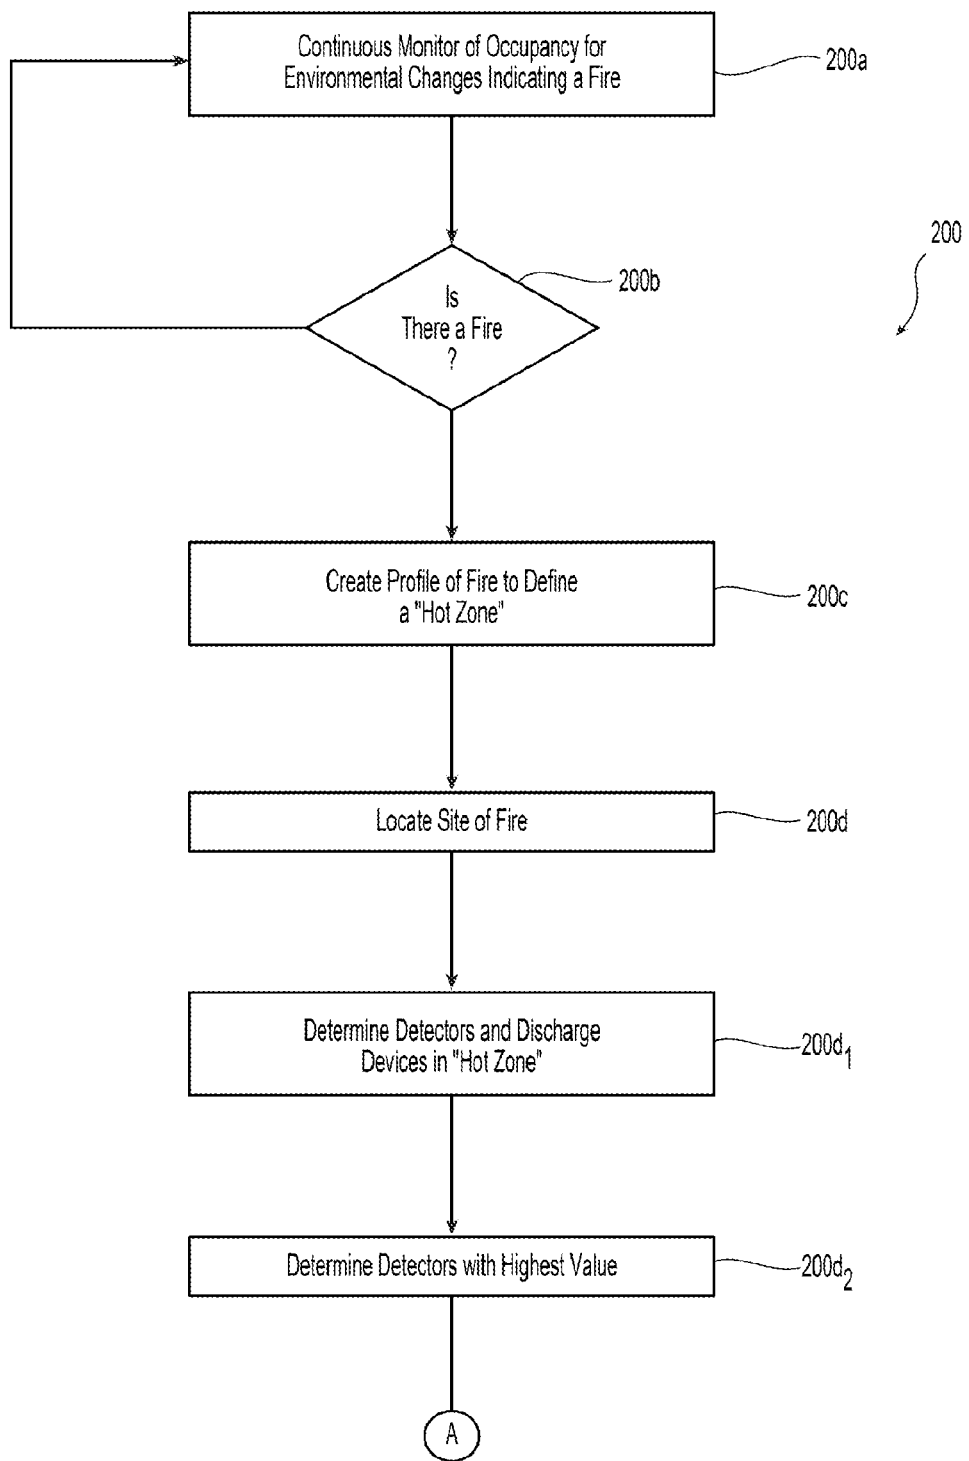 Continuous Monitor of Occupancy for
Environmental Changes Indicating a Fire
200a
200
200b
Is
There a Fire
?
Create Profile of Fire to Define
a "Hot Zone"
200c
Locate Site of Fire
200d
Determine Detectors and Discharge
Devices in "Hot Zone"
200d1
Determine Detectors with Highest Value
200d2
A